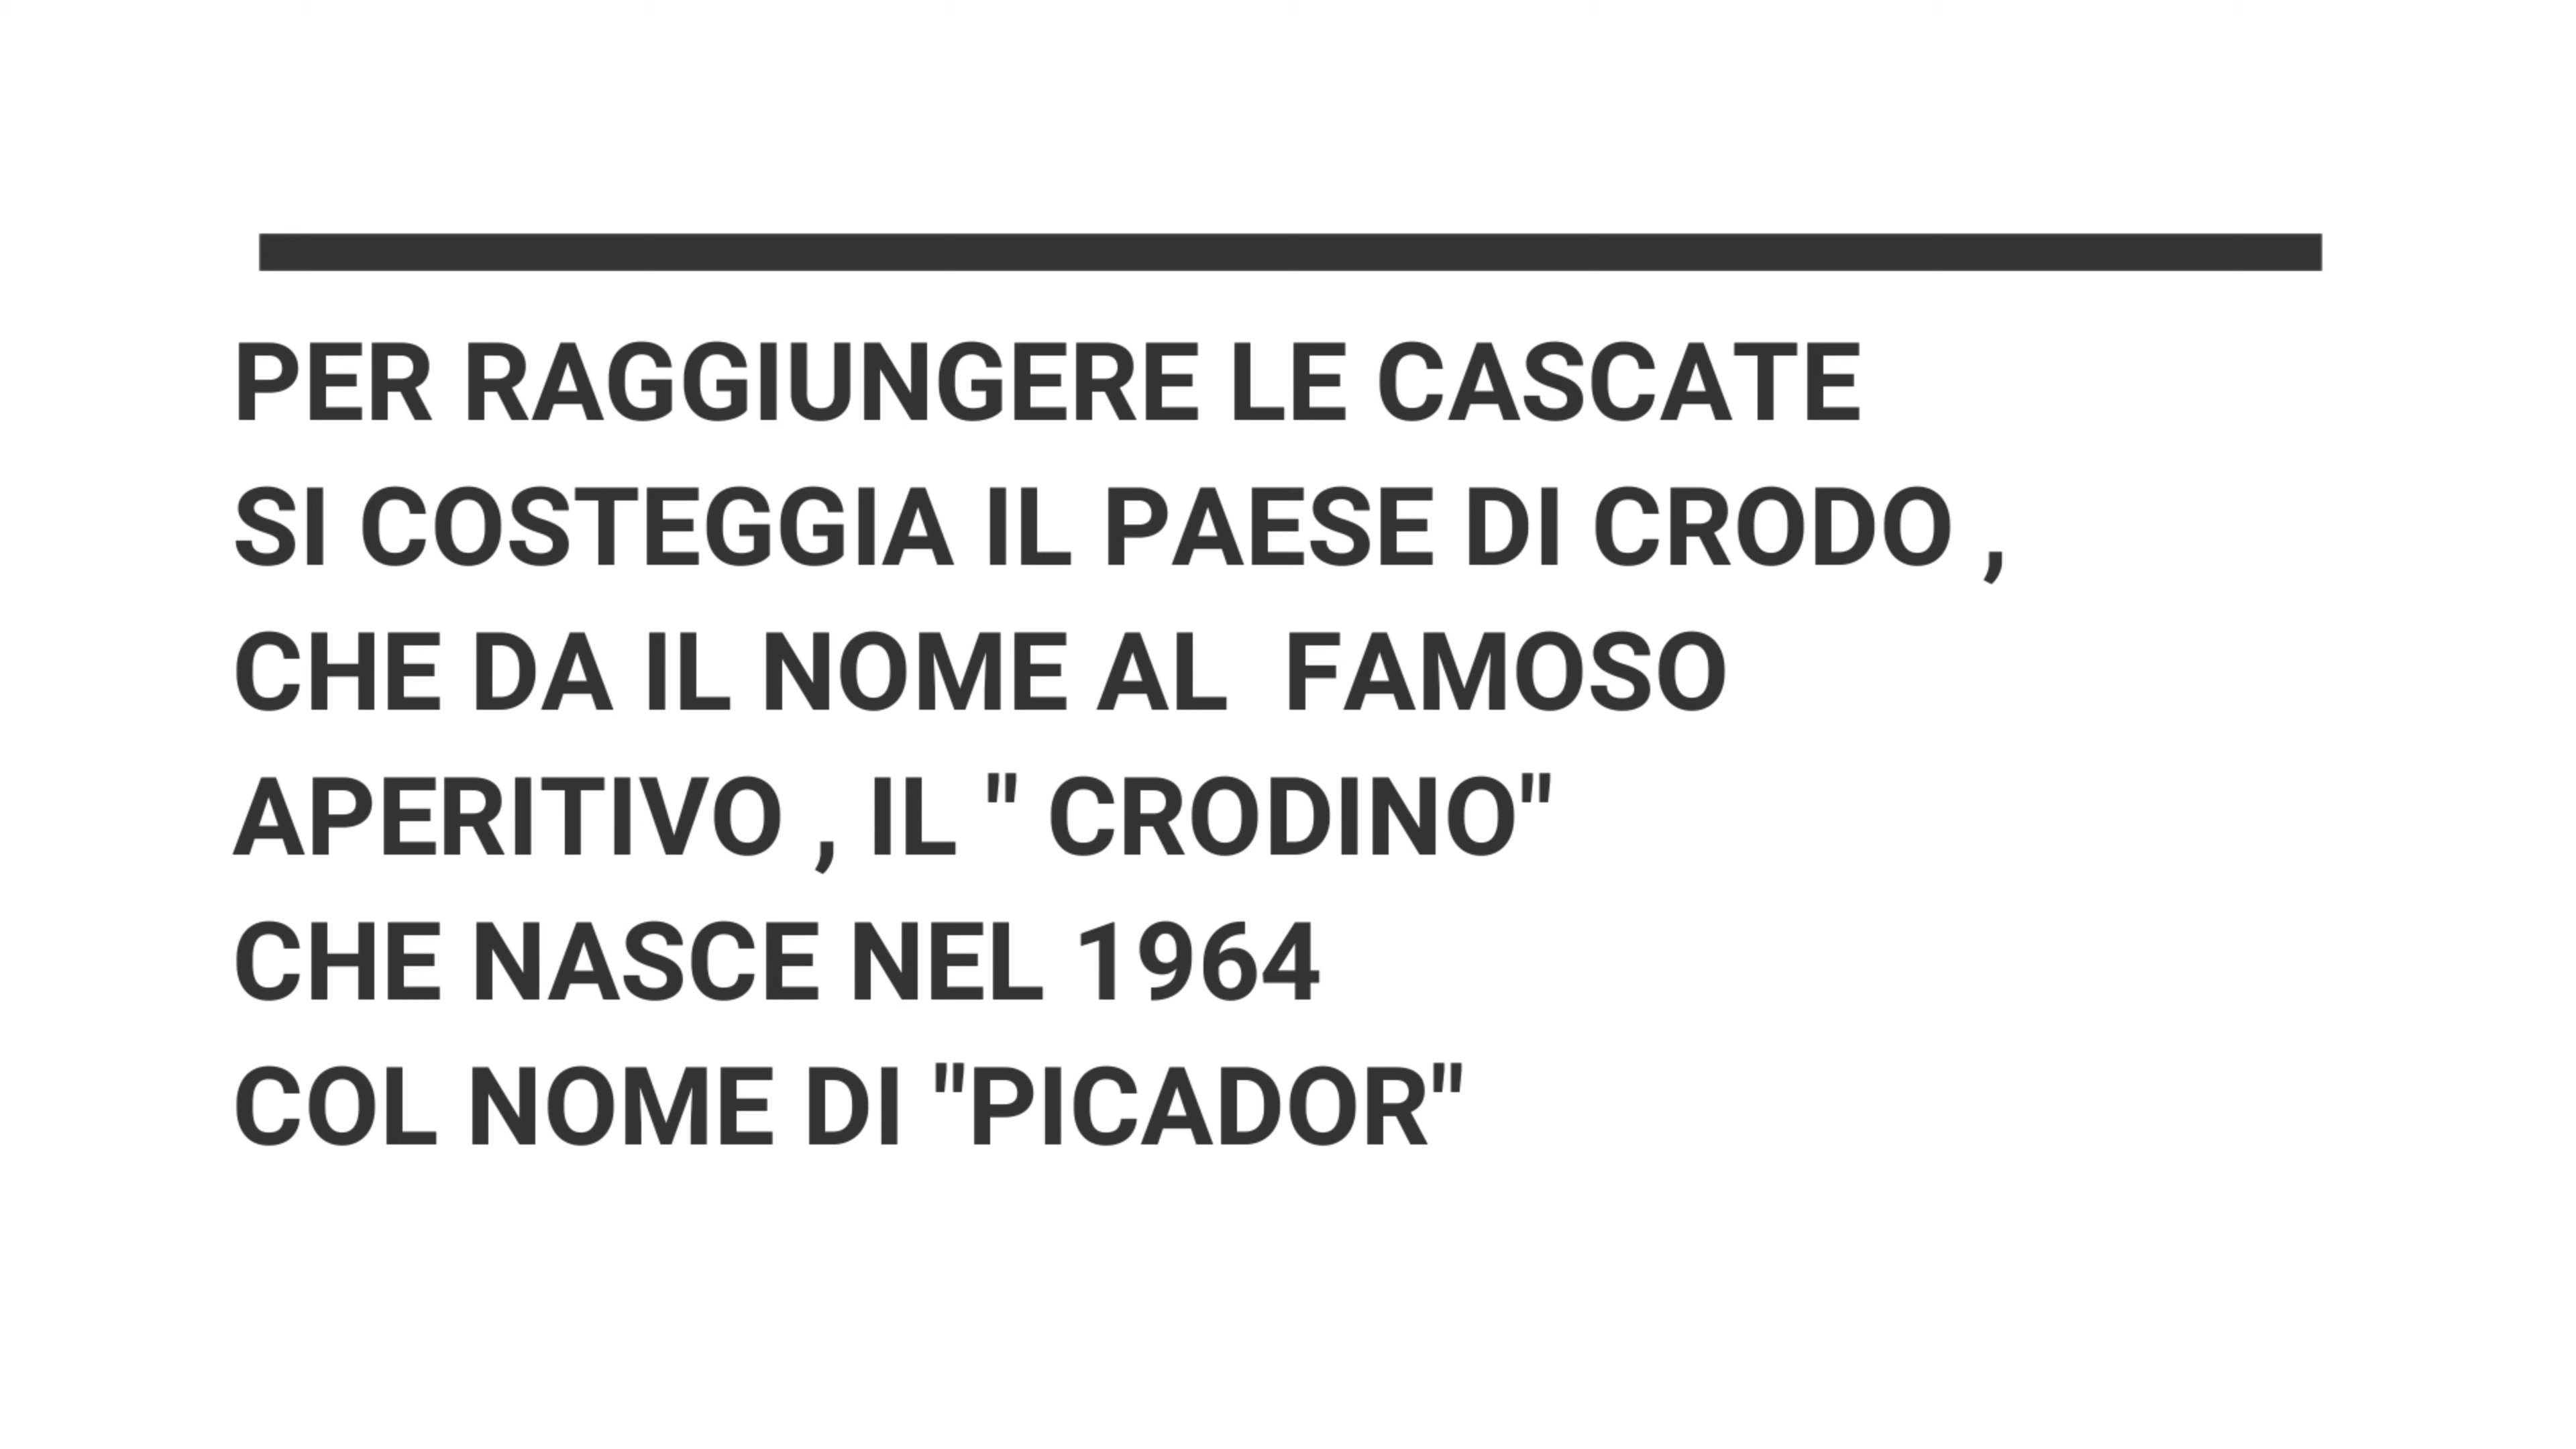 PER RAGGIUNGERE LE CASCATE
SI COSTEGGIA IL PAESE DI CRODO ,
CHE DA IL NOME AL  FAMOSO
APERITIVO , IL " CRODINO"
CHE NASCE NEL 1964
COL NOME DI "PICADOR"